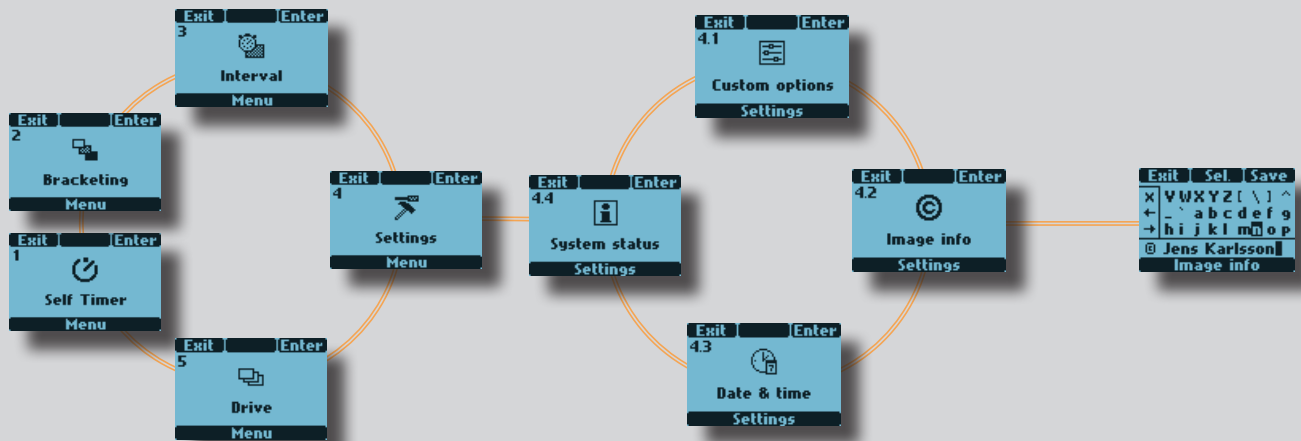 Exit Enter
3
Interval
Menu
Exit Enter
2
Bracketing
Menu
Exit Enter
1
Self Timer
Menu
Exit Enter
5
Drive
Menu
Exit Enter
4
Settings
Menu
Exit Enter
4.4
System status
Settings
Exit Enter
4.1
Custom options
Settings
Exit Enter
4.2
©
Image info
Settings
Exit Enter
4.3
7
Date & time
Settings
Exit Sel. Save
x V W X Y Z [ \ ] ^
← _ ` a b c d e f g
→ h i j k l m n o p
© Jens Karlsson
Image info